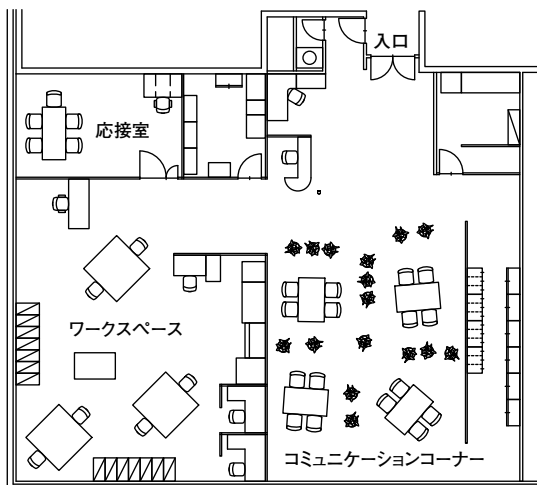 入口
応接室
ワークスペース
コミュニケーションコーナー